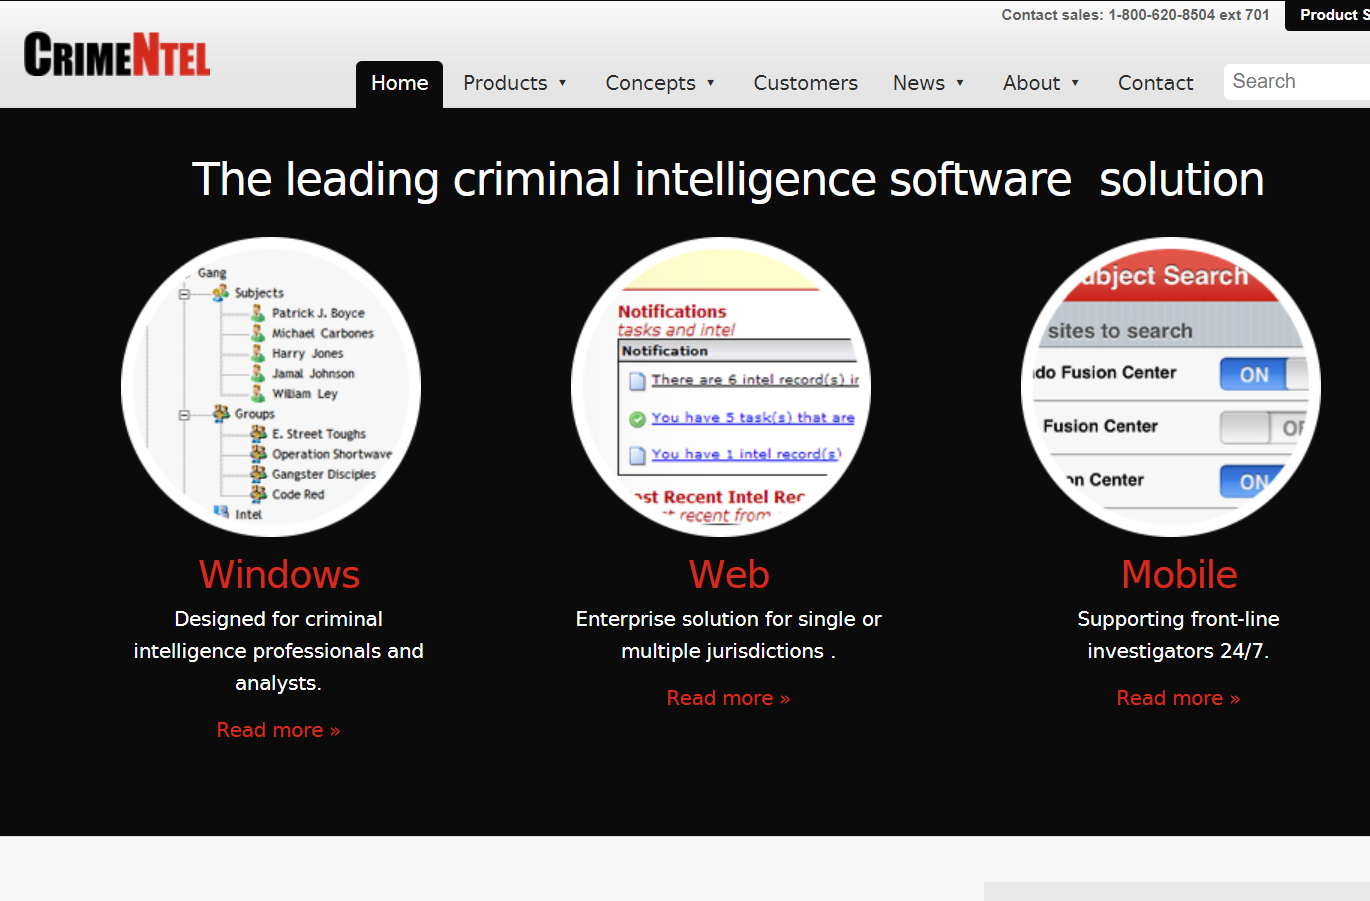 Contact sales: 1-800-620-8504 ext 701
Product S
CRIMENTEL
Home Products Concepts Customers News About Contact Search
The leading criminal intelligence software solution
Gang
Subjects
Patrick J. Boyce
Michael Carbones
Harry Jones
Jamal Johnson
William Ley
Groups
E. Street Toughs
Operation Shortwave
Gangster Disciples
Code Red
Intel
Notifications
tasks and intel
Notification
There are 6 intel record(s) in
You have 5 task(s) that are
You have 1 intel record(s)
st Recent Intel Rec
t recent from
bject Search
sites to search
do Fusion Center ON
Fusion Center OF
on Center ON
Windows
Designed for criminal
intelligence professionals and
analysts.
Read more »
Web
Enterprise solution for single or
multiple jurisdictions .
Read more »
Mobile
Supporting front-line
investigators 24/7.
Read more »